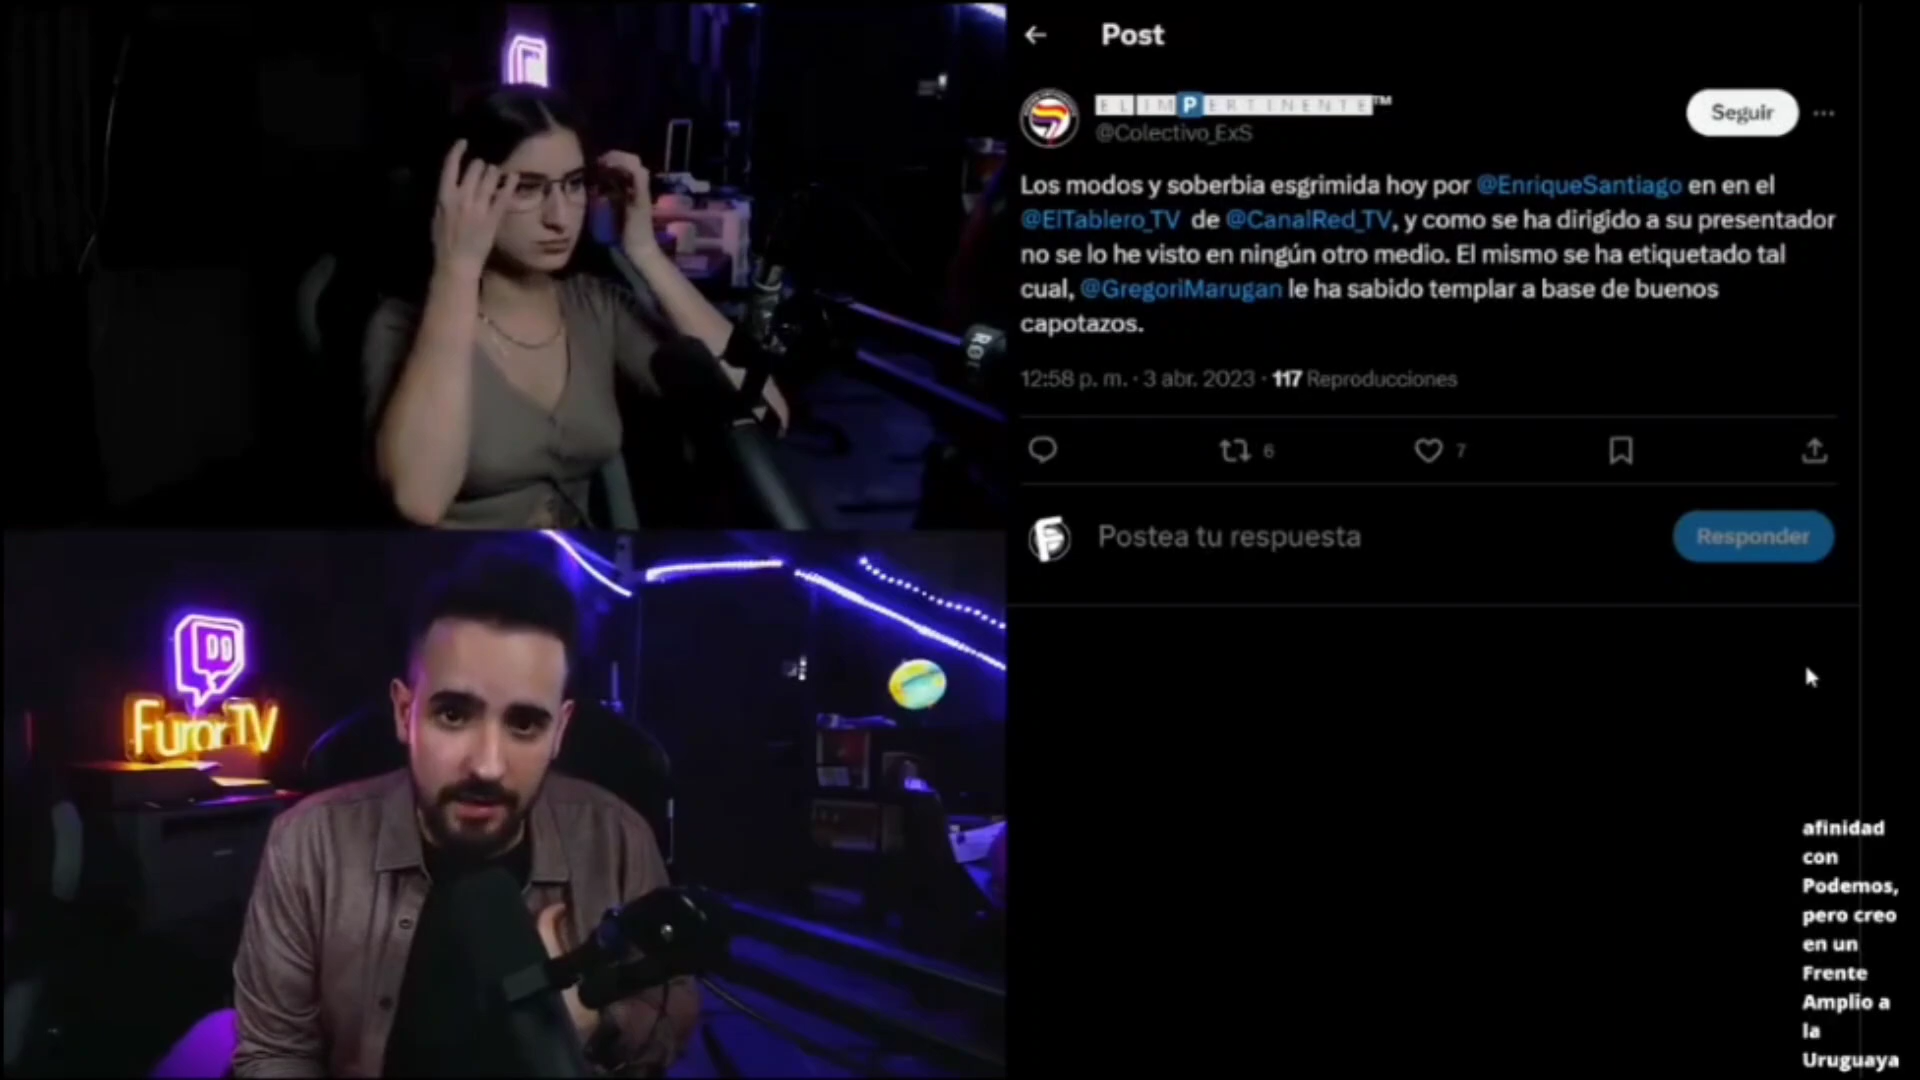 Post
EL IMPERTINENTE™
@Colectivo_ExS
Seguir
Los modos y soberbia esgrimida hoy por @EnriqueSantiago en en el
@ElTablero_TV de @CanalRed_TV, y como se ha dirigido a su presentador
no se lo he visto en ningún otro medio. El mismo se ha etiquetado tal
cual, @GregoriMarugan le ha sabido templar a base de buenos
capotazos.
12:58 p. m. · 3 abr. 2023 · 117 Reproducciones
6
7
Postea tu respuesta
Responder
FurorTV
afinidad
con
Podemos,
pero creo
en un
Frente
Amplio a
la
Uruguaya